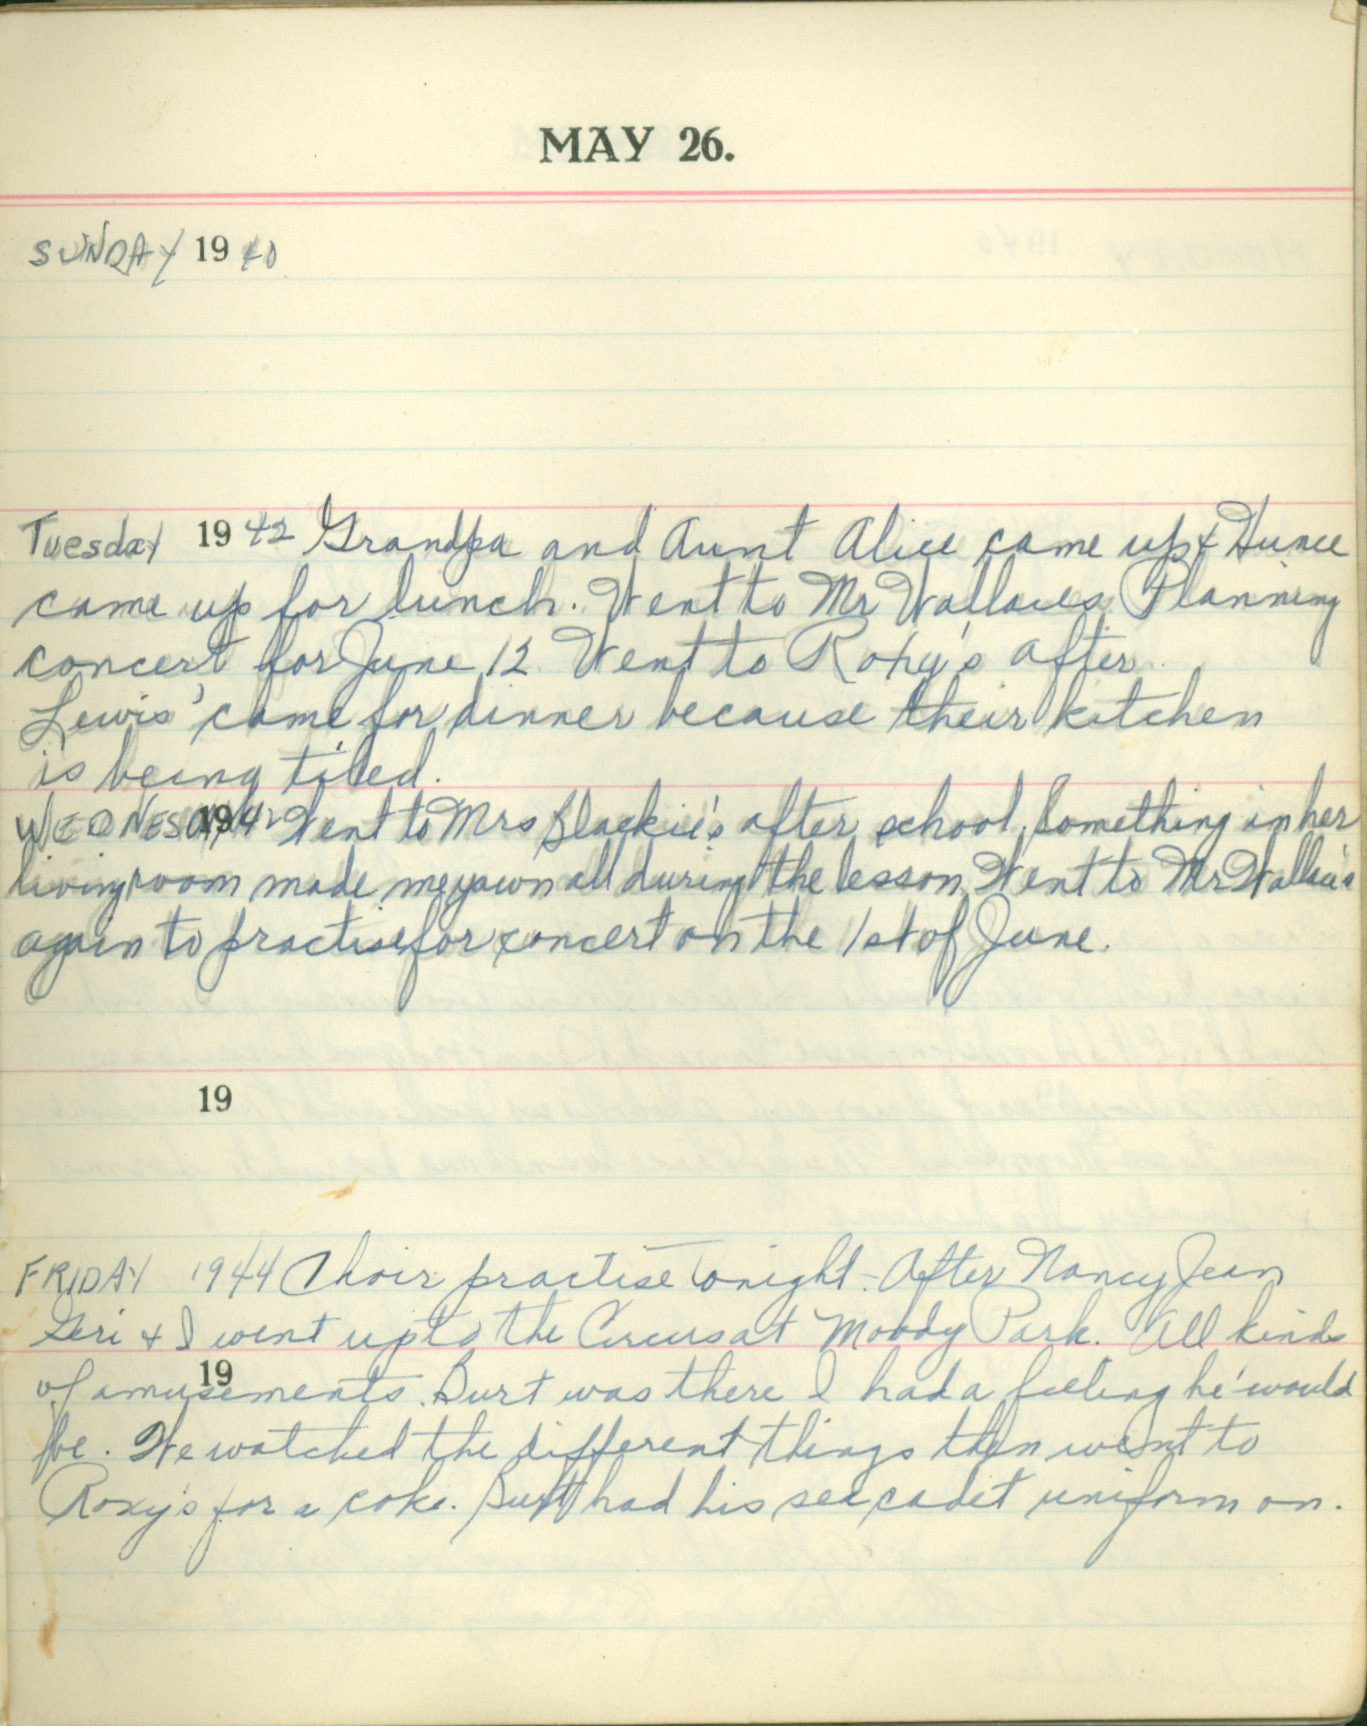 MAY 26.
SUNDAY 19 40
Tuesday 19 42 Grandpa and Aunt Alice came up &
came up for lunch. Went to Mr Wallaces Planning
concert for June 12 Went to Roxy's after
Lewis' came for dinner because their kitchen
is being tiled.
WEDNESDAY 1942 Went to Mrs Blackie's after school. Something in her
livingroom made me yawn all during the lesson. Went to Mr
again to practise for concert on the 1st of June.
19
FRIDAY 1944 Choir practise tonight - After Nancy Jean
Geri & I went up to the Circus at Moody Park. All kinds
19
of amusements. Burt was there I had a feeling he'would
be. We watched the different things then went to
Roxy's for a coke. Burt had his sea cadet uniform on.